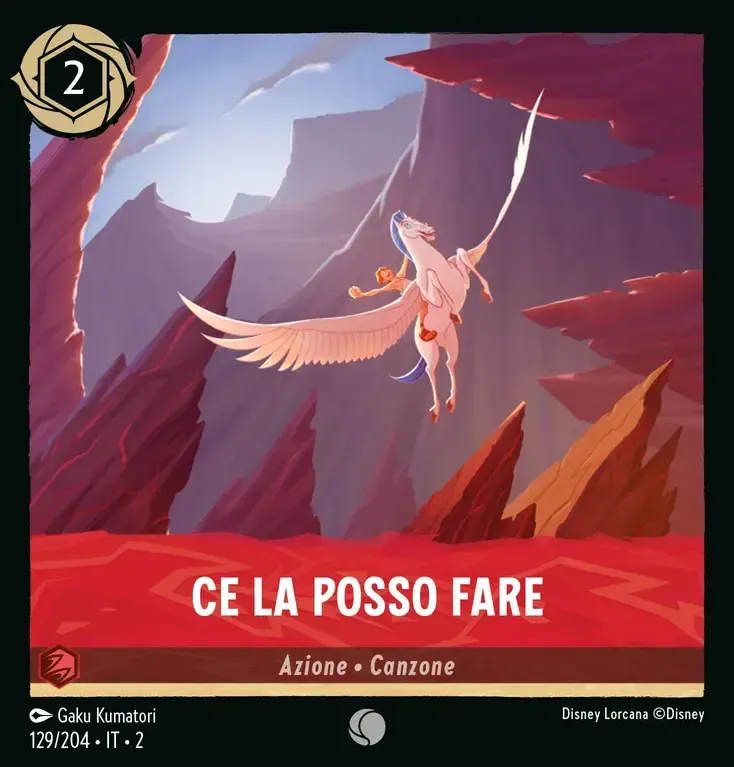 2
CE LA POSSO FARE
Azione • Canzone
Gaku Kumatori
Disney Lorcana ©Disney
129/204 • IT • 2